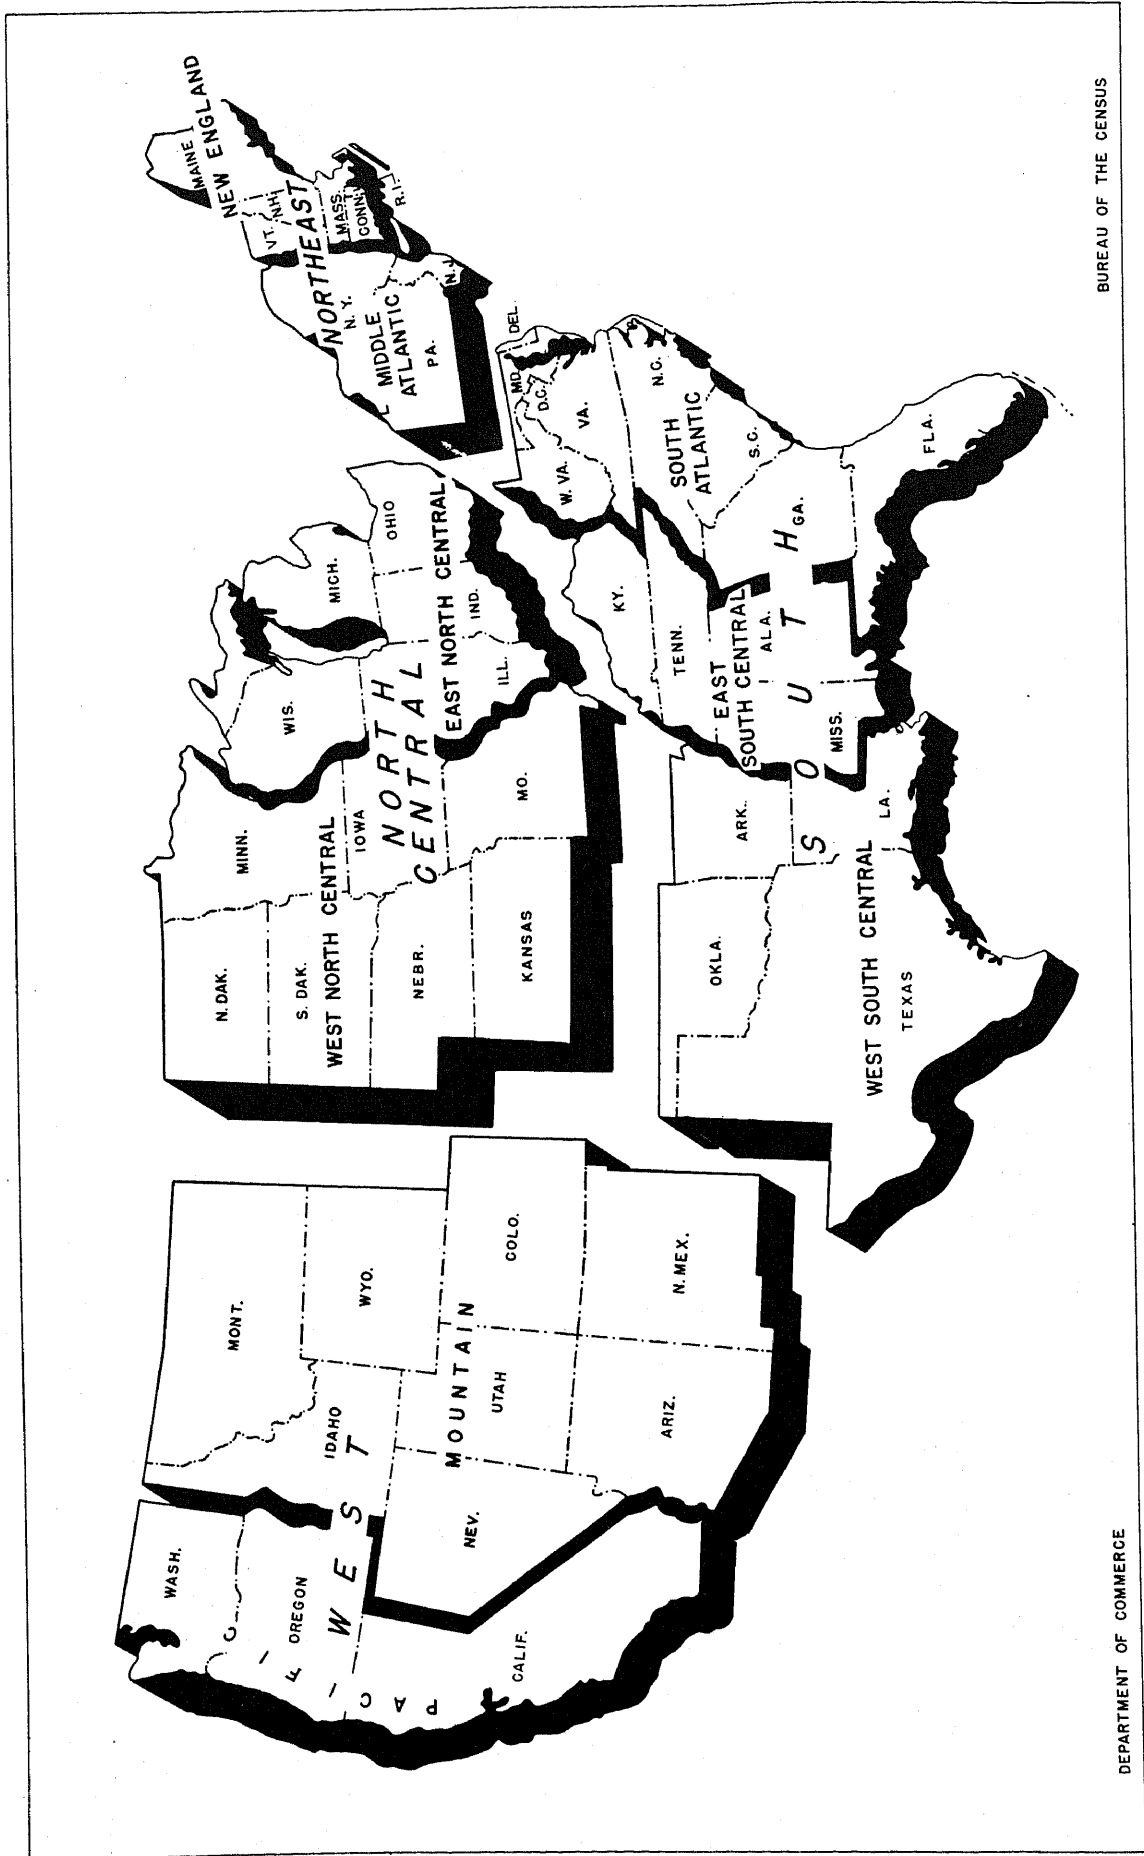 WASH.
OREGON
CALIF.
PACIFIC
WEST
MONT.
IDAHO
WYO.
MOUNTAIN
NEV.
UTAH
COLO.
ARIZ.
N. MEX.
N. DAK.
S. DAK.
MINN.
WEST NORTH CENTRAL
NEBR.
IOWA
KANSAS
MO.
NORTH
CENTRAL
WIS.
MICH.
EAST NORTH CENTRAL
ILL.
IND.
OHIO
NEW ENGLAND
MAINE
VT.
N.H.
MASS.
CONN.
R.I.
NORTHEAST
N. Y.
MIDDLE
ATLANTIC
PA.
N.J.
DEL.
MD.
D.C.
W. VA.
VA.
N.C.
SOUTH
ATLANTIC
S.C.
GA.
FLA.
KY.
TENN.
EAST
SOUTH CENTRAL
ALA.
MISS.
SOUTH
OKLA.
ARK.
LA.
WEST SOUTH CENTRAL
TEXAS
DEPARTMENT OF COMMERCE
BUREAU OF THE CENSUS